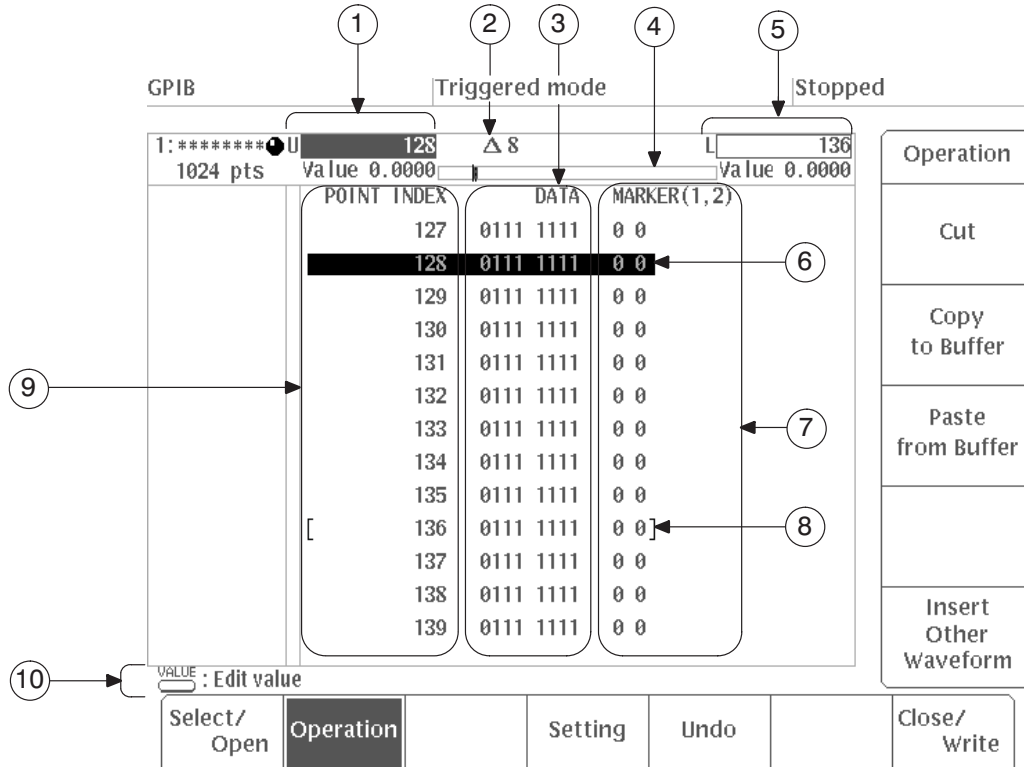 1 2 3 4 5
GPIB Triggered mode Stopped
1:******** U 128 Δ 8 L 136
1024 pts Value 0.0000 Value 0.0000
POINT INDEX DATA MARKER(1,2)
127 0111 1111 0 0
128 0111 1111 0 0
129 0111 1111 0 0
130 0111 1111 0 0
131 0111 1111 0 0
132 0111 1111 0 0
133 0111 1111 0 0
134 0111 1111 0 0
135 0111 1111 0 0
[ 136 0111 1111 0 0]
137 0111 1111 0 0
138 0111 1111 0 0
139 0111 1111 0 0
6
7
8
9
10
VALUE : Edit value
Operation
Cut
Copy
to Buffer
Paste
from Buffer
Insert
Other
Waveform
Select/
Open
Operation
Setting
Undo
Close/
Write